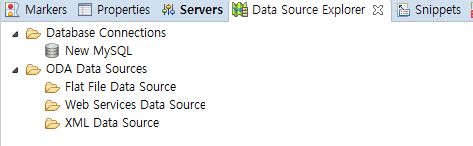 Markers Properties Servers Data Source Explorer Snippets
Database Connections
New MySQL
ODA Data Sources
Flat File Data Source
Web Services Data Source
XML Data Source